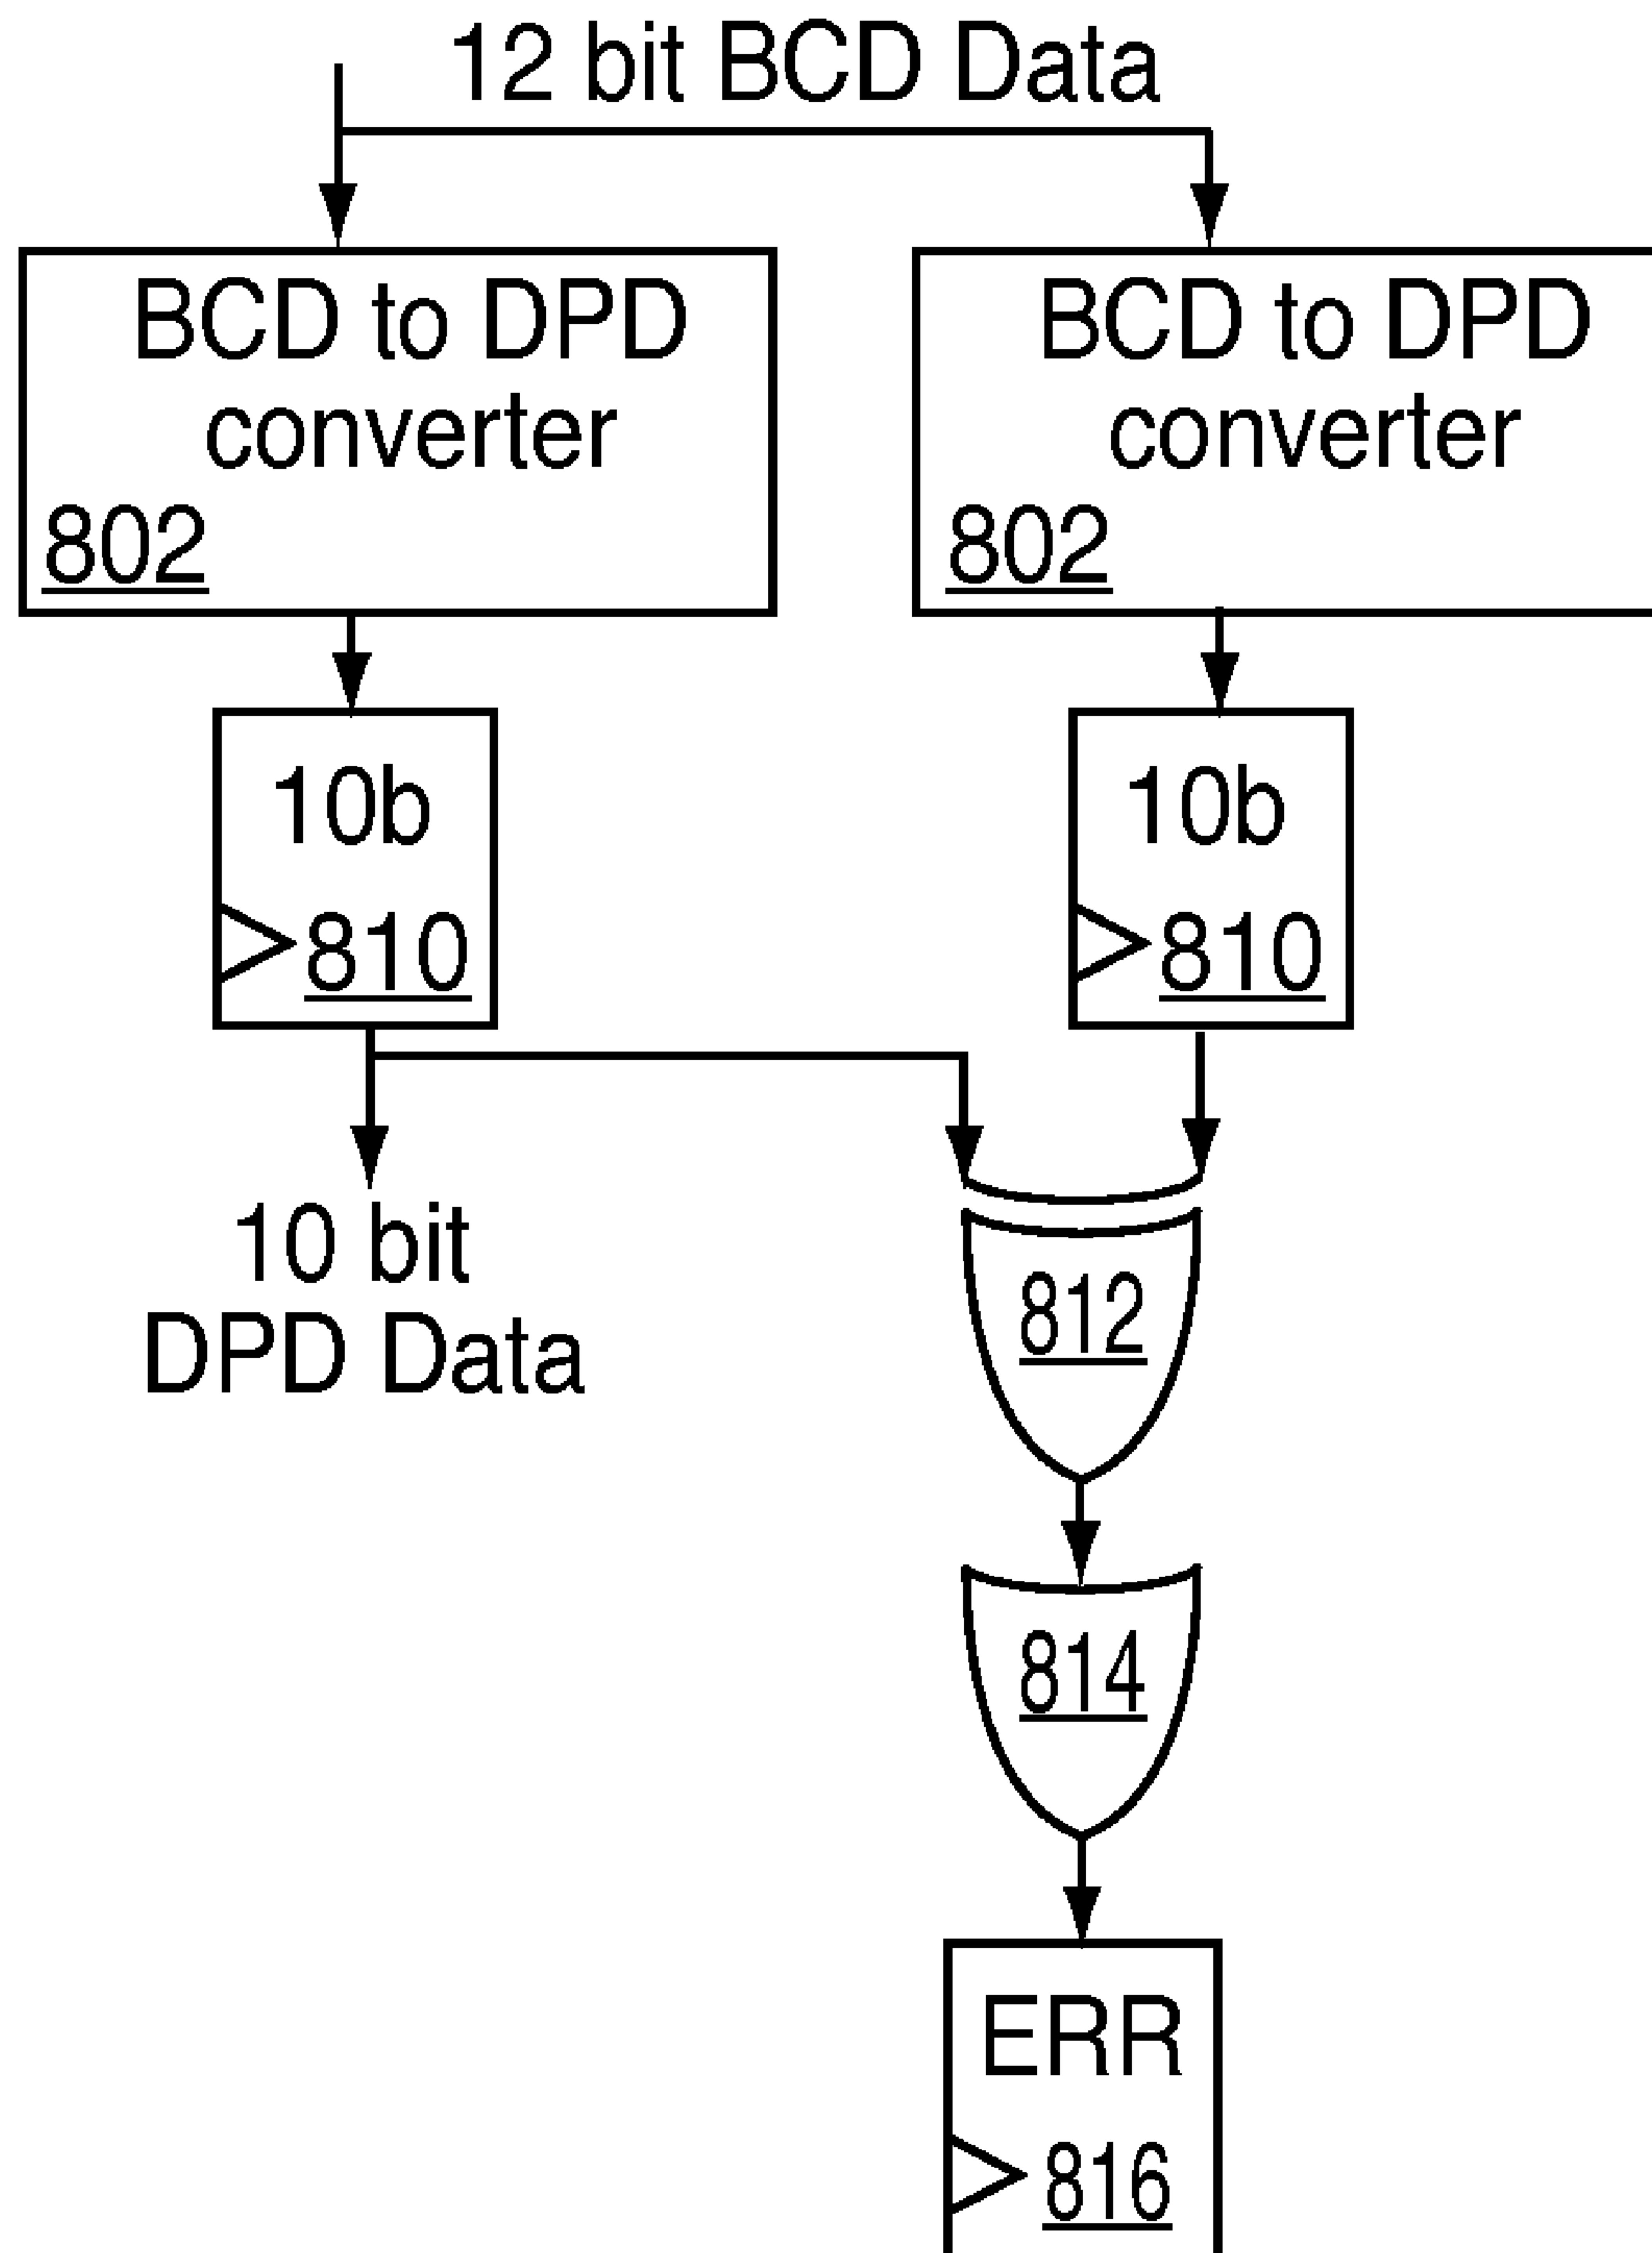 12 bit BCD Data
BCD to DPD
converter
802
BCD to DPD
converter
802
10b
810
10b
810
10 bit
DPD Data
812
814
ERR
816